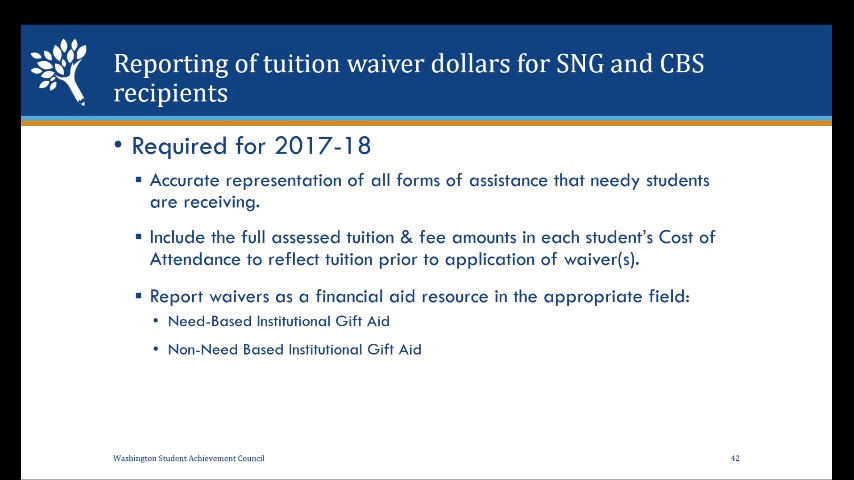 Reporting of tuition waiver dollars for SNG and CBS
recipients
• Required for 2017-18
▪ Accurate representation of all forms of assistance that needy students
are receiving.
▪ Include the full assessed tuition & fee amounts in each student’s Cost of
Attendance to reflect tuition prior to application of waiver(s).
▪ Report waivers as a financial aid resource in the appropriate field:
• Need-Based Institutional Gift Aid
• Non-Need Based Institutional Gift Aid
Washington Student Achievement Council
42